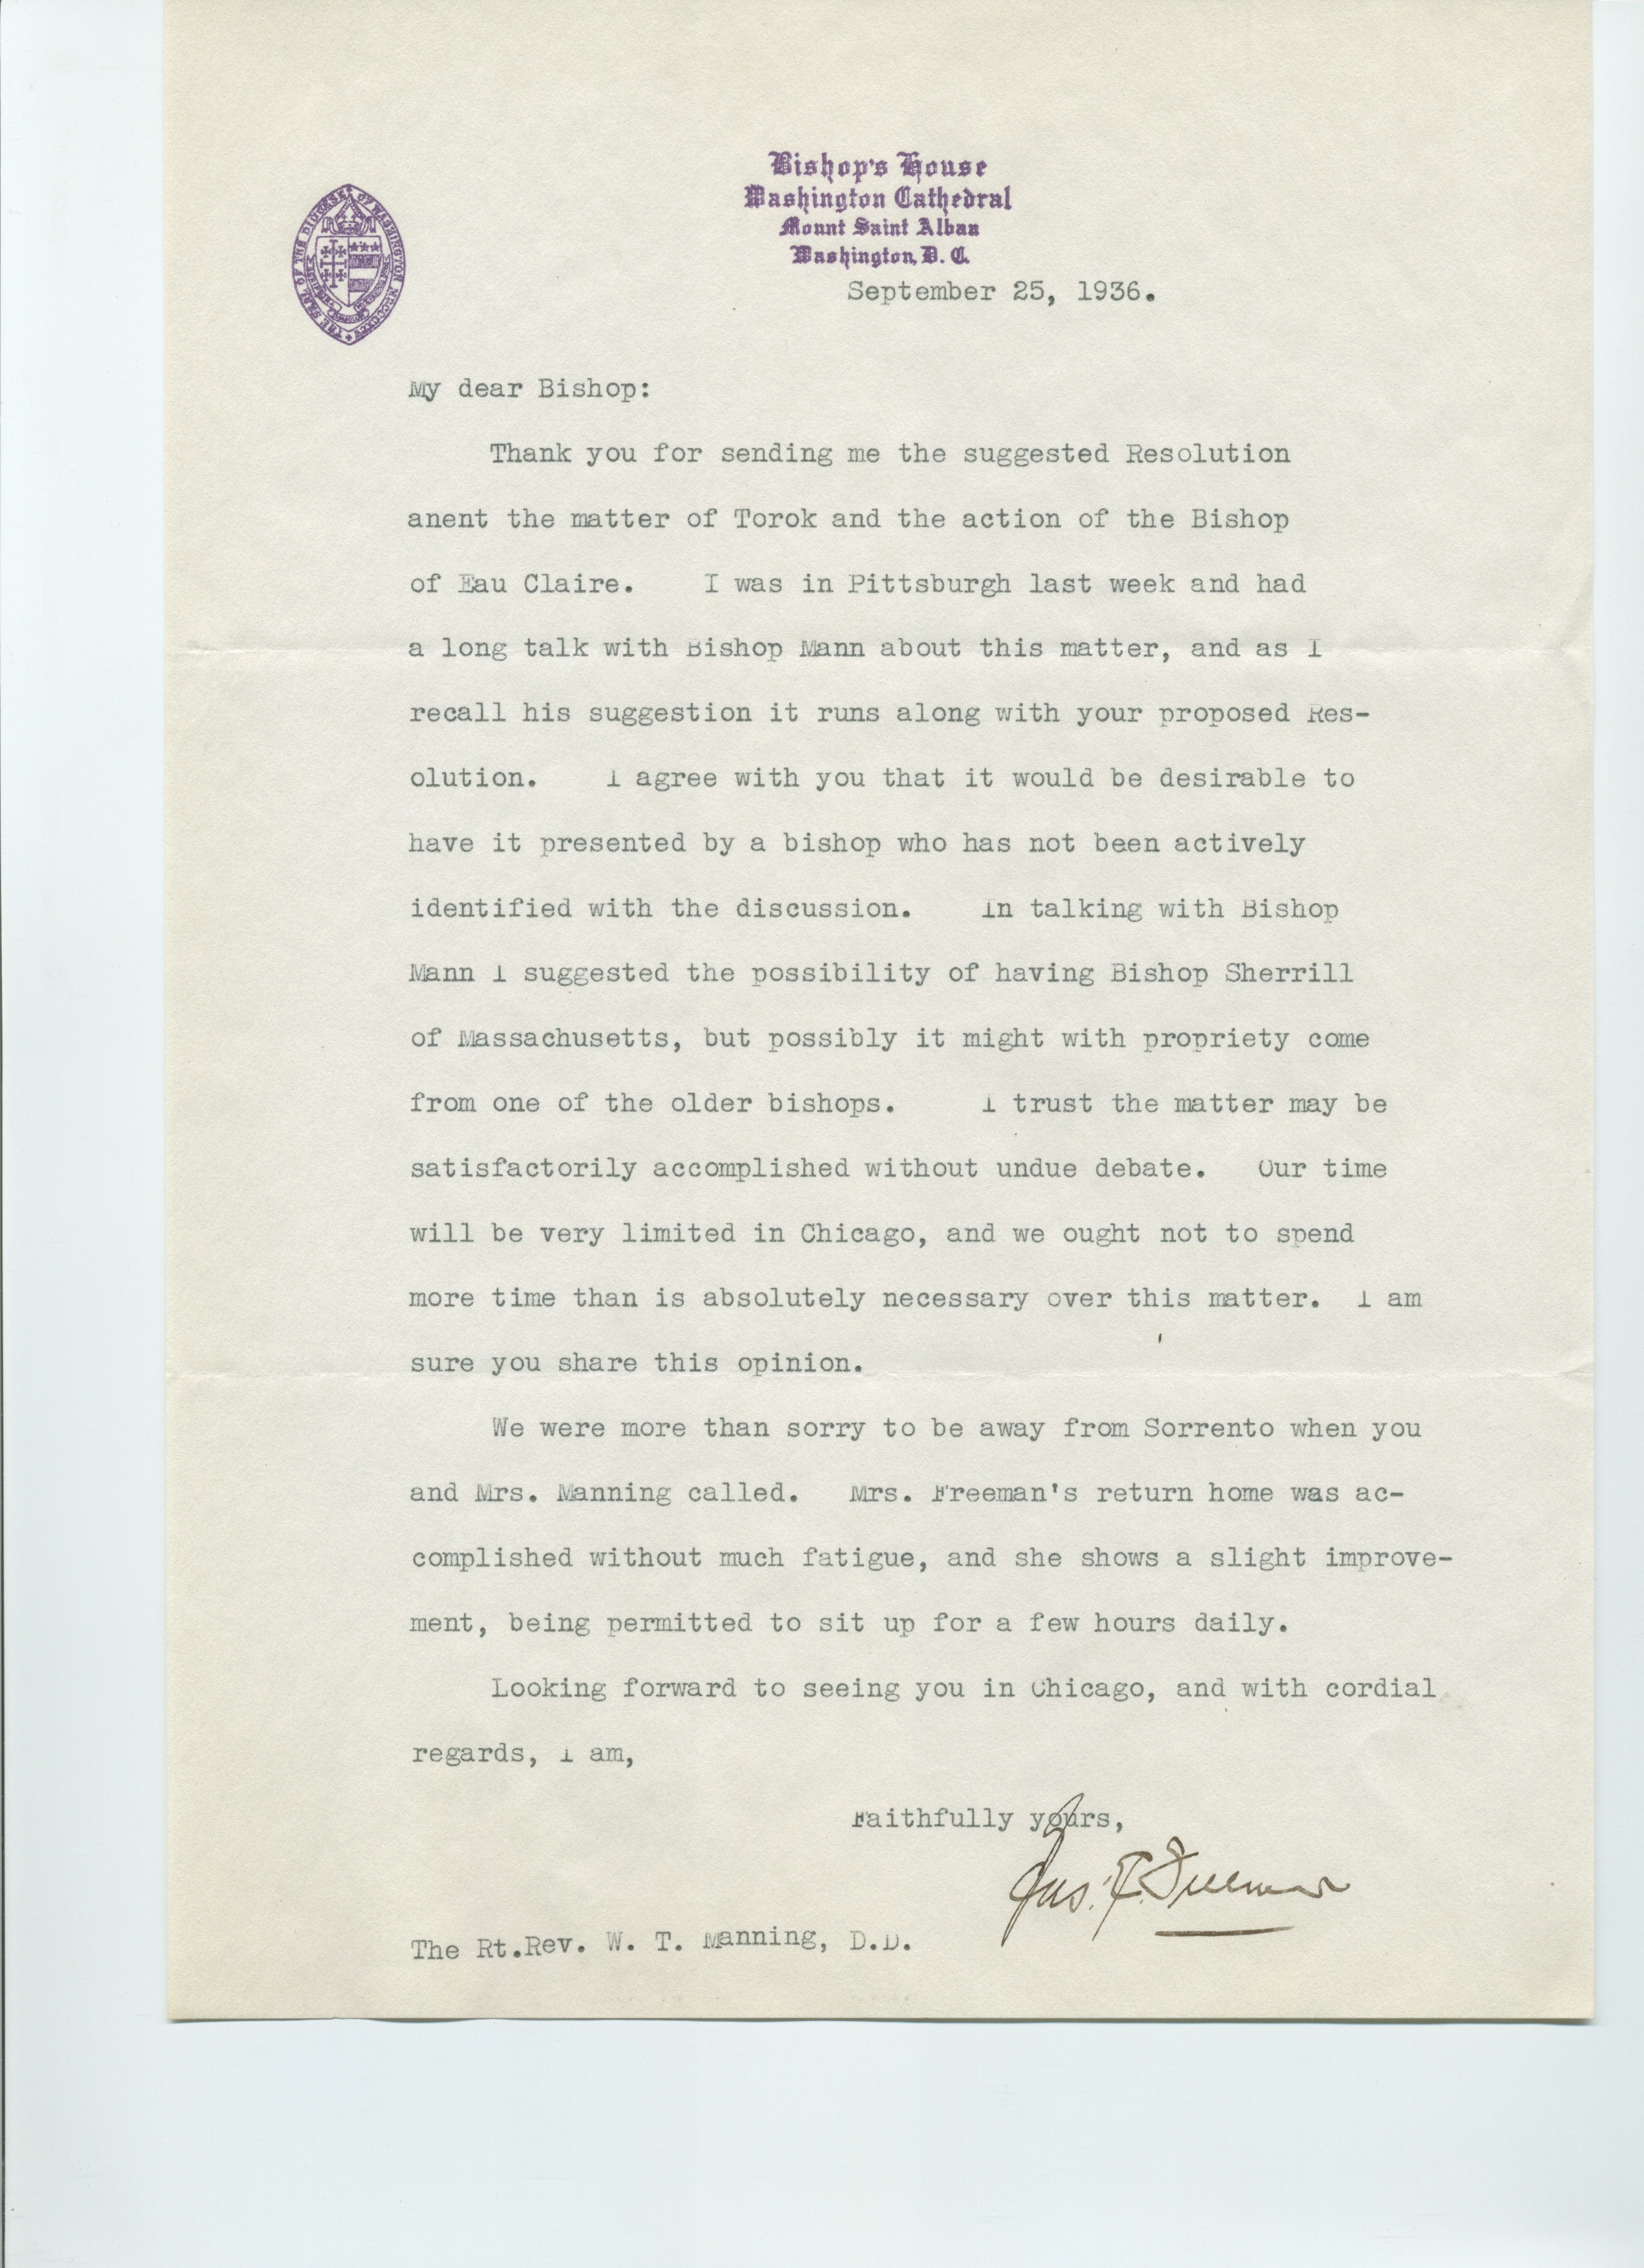 Bishop's House
Washington Cathedral
Mount Saint Alban
Washington, D. C.
THE SEAL OF THE DIOCESE OF WASHINGTON
September 25, 1936.
My dear Bishop:
Thank you for sending me the suggested Resolution
anent the matter of Torok and the action of the Bishop
of Eau Claire. I was in Pittsburgh last week and had
a long talk with Bishop Mann about this matter, and as I
recall his suggestion it runs along with your proposed Res-
olution. I agree with you that it would be desirable to
have it presented by a bishop who has not been actively
identified with the discussion. In talking with Bishop
Mann I suggested the possibility of having Bishop Sherrill
of Massachusetts, but possibly it might with propriety come
from one of the older bishops. I trust the matter may be
satisfactorily accomplished without undue debate. Our time
will be very limited in Chicago, and we ought not to spend
more time than is absolutely necessary over this matter. I am
sure you share this opinion.
We were more than sorry to be away from Sorrento when you
and Mrs. Manning called. Mrs. Freeman's return home was ac-
complished without much fatigue, and she shows a slight improve-
ment, being permitted to sit up for a few hours daily.
Looking forward to seeing you in Chicago, and with cordial
regards, I am,
Faithfully yours,
Jas. E. Freeman
The Rt.Rev. W. T. Manning, D.D.